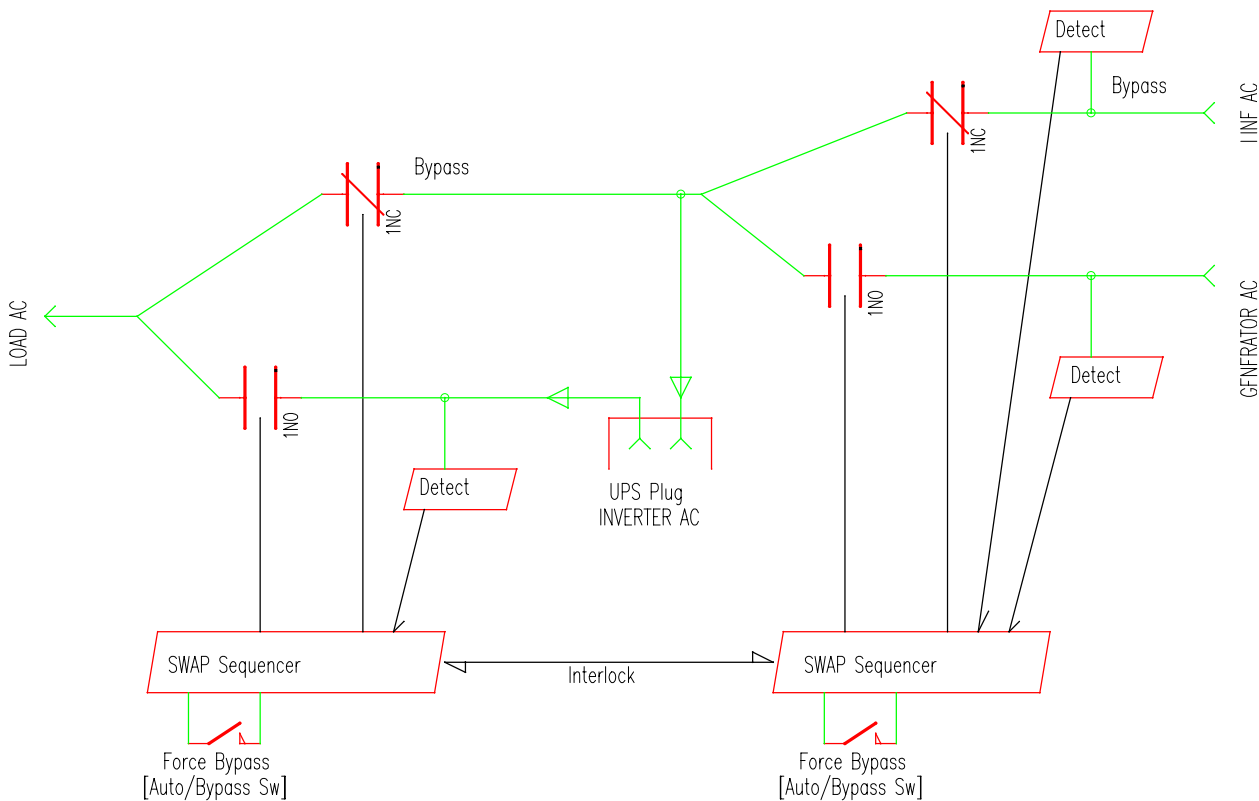 Detect
Bypass
LINE AC
1NC
Bypass
1NC
LOAD AC
1NO
GENERATOR AC
Detect
1NO
Detect
UPS Plug
INVERTER AC
SWAP Sequencer
Interlock
SWAP Sequencer
Force Bypass
[Auto/Bypass Sw]
Force Bypass
[Auto/Bypass Sw]